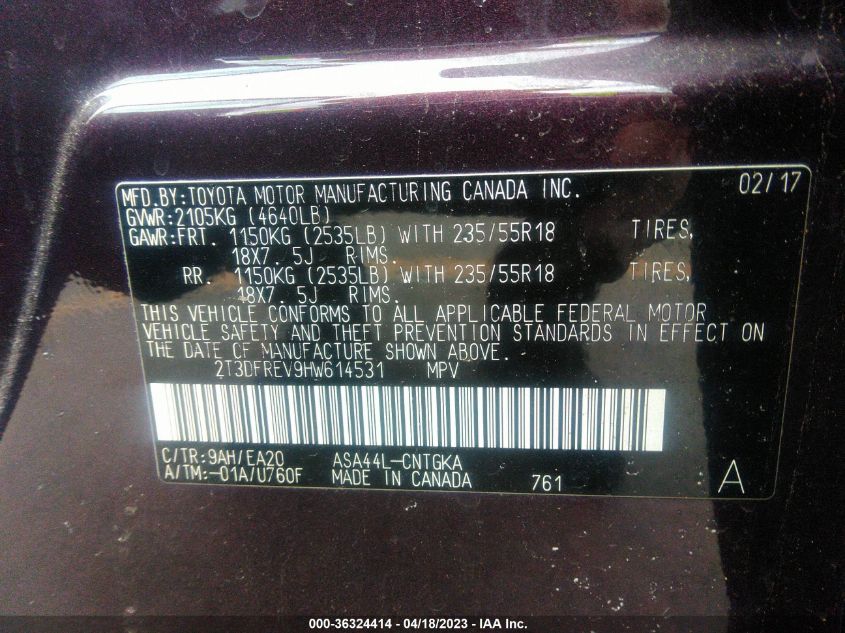 MFD.BY:TOYOTA MOTOR MANUFACTURING CANADA INC. 02/17
GVWR:2105KG (4640LB)
GAWR:FRT. 1150KG (2535LB) WITH 235/55R18 TIRES,
18X7.5J RIMS.
RR. 1150KG (2535LB) WITH 235/55R18 TIRES,
18X7.5J RIMS.
THIS VEHICLE CONFORMS TO ALL APPLICABLE FEDERAL MOTOR
VEHICLE SAFETY AND THEFT PREVENTION STANDARDS IN EFFECT ON
THE DATE OF MANUFACTURE SHOWN ABOVE.
2T3DFREV9HW614531 MPV
C/TR:9AH/EA20 ASA44L-CNTGKA
A/TM:-01A/U760F MADE IN CANADA 761 A
000-36324414 - 04/18/2023 - IAA Inc.